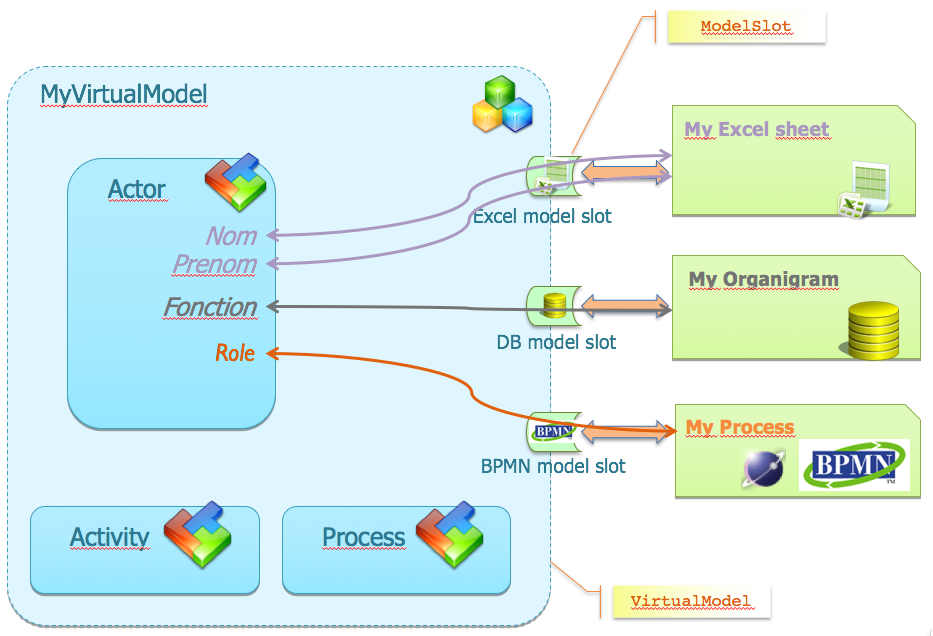 ModelSlot
MyVirtualModel
My Excel sheet
Actor
Excel model slot
Nom
Prenom
My Organigram
Fonction
DB model slot
Role
My Process
BPMN
BPMN
TM
BPMN model slot
Activity
Process
VirtualModel